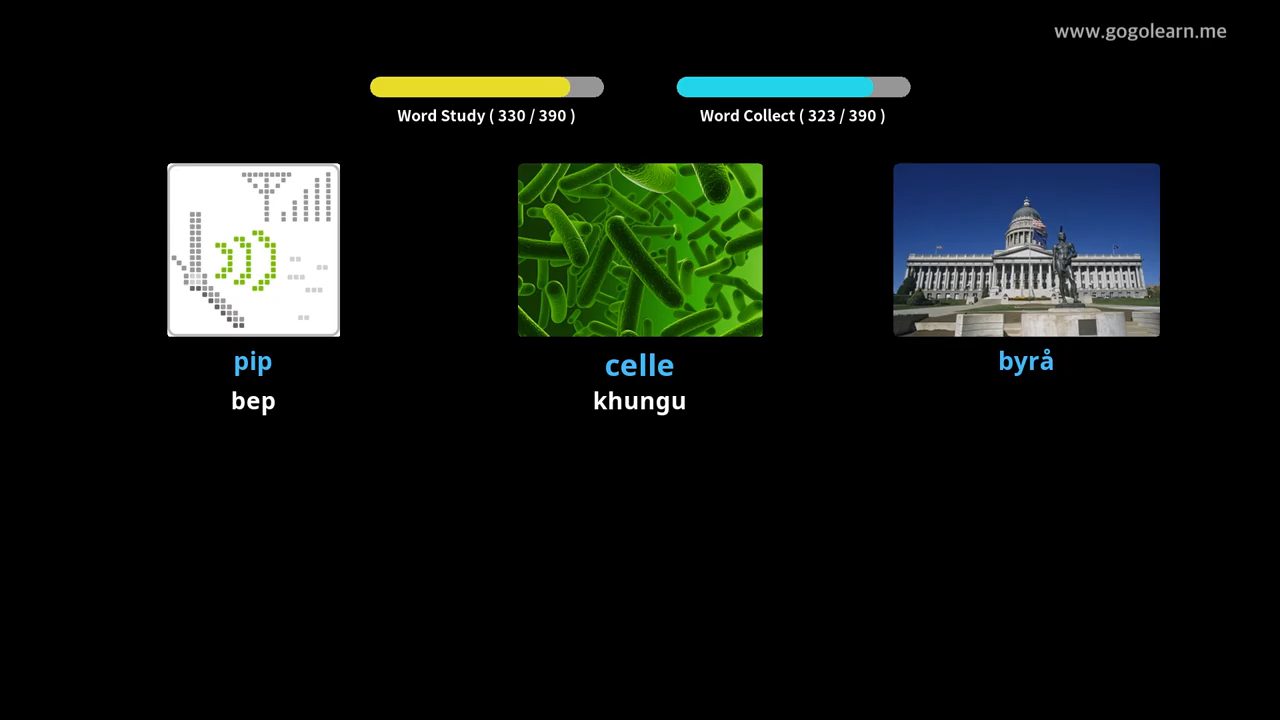 www.gogolearn.me
Word Study ( 330 / 390 )
Word Collect ( 323 / 390 )
pip
celle
byrå
bep
khungu